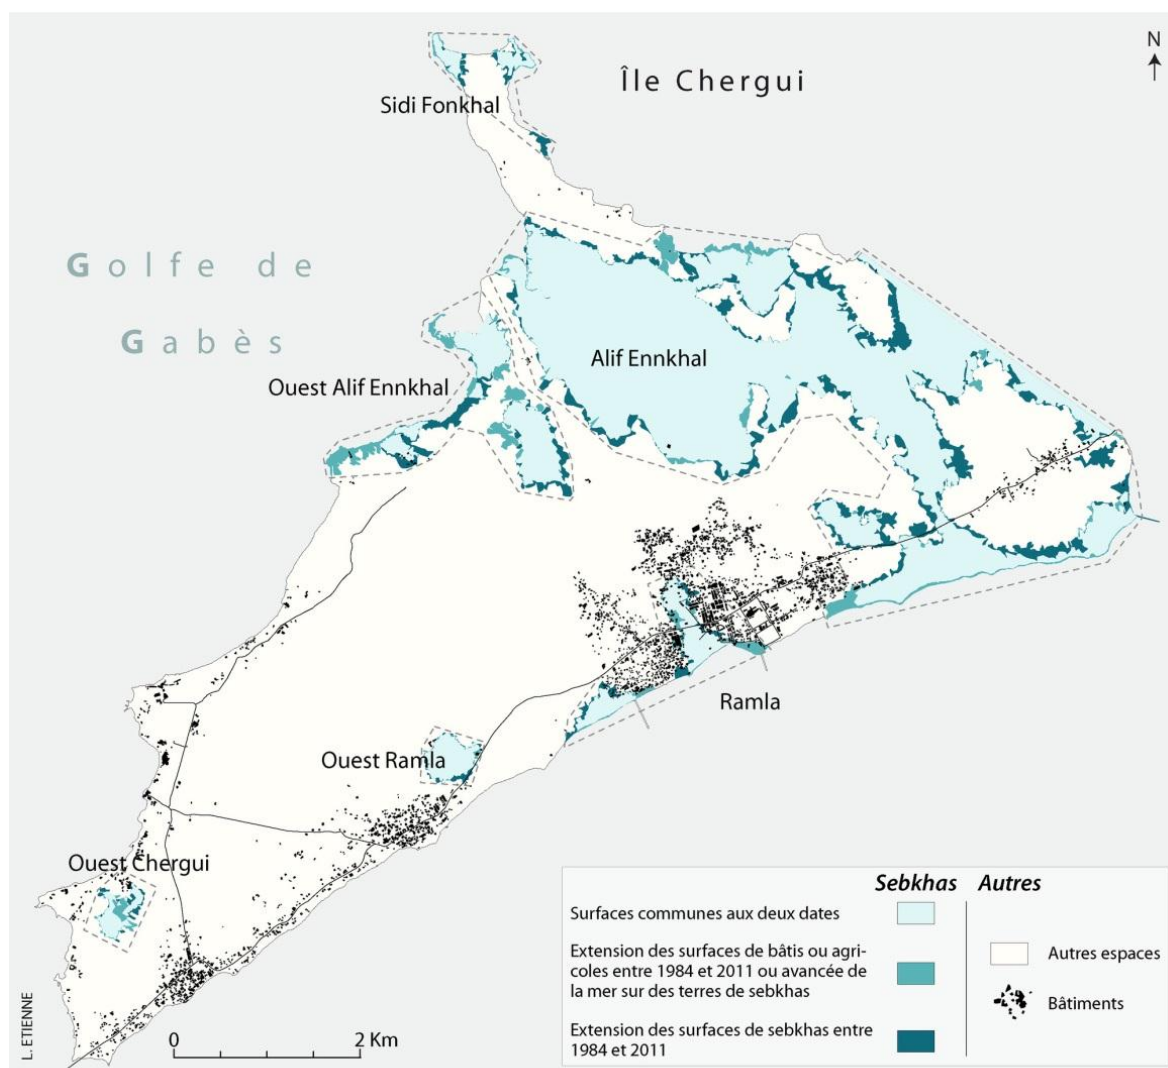 N
Île Chergui
Sidi Fonkhal
Golfe de
Gabès
Alif Ennkhal
Ouest Alif Ennkhal
Ramla
Ouest Ramla
Ouest Chergui
Sebkhas
Autres
Surfaces communes aux deux dates
Extension des surfaces de bâtis ou agri-
coles entre 1984 et 2011 ou avancée de
la mer sur des terres de sebkhas
Extension des surfaces de sebkhas entre
1984 et 2011
Autres espaces
Bâtiments
0 2 Km
L. ETIENNE